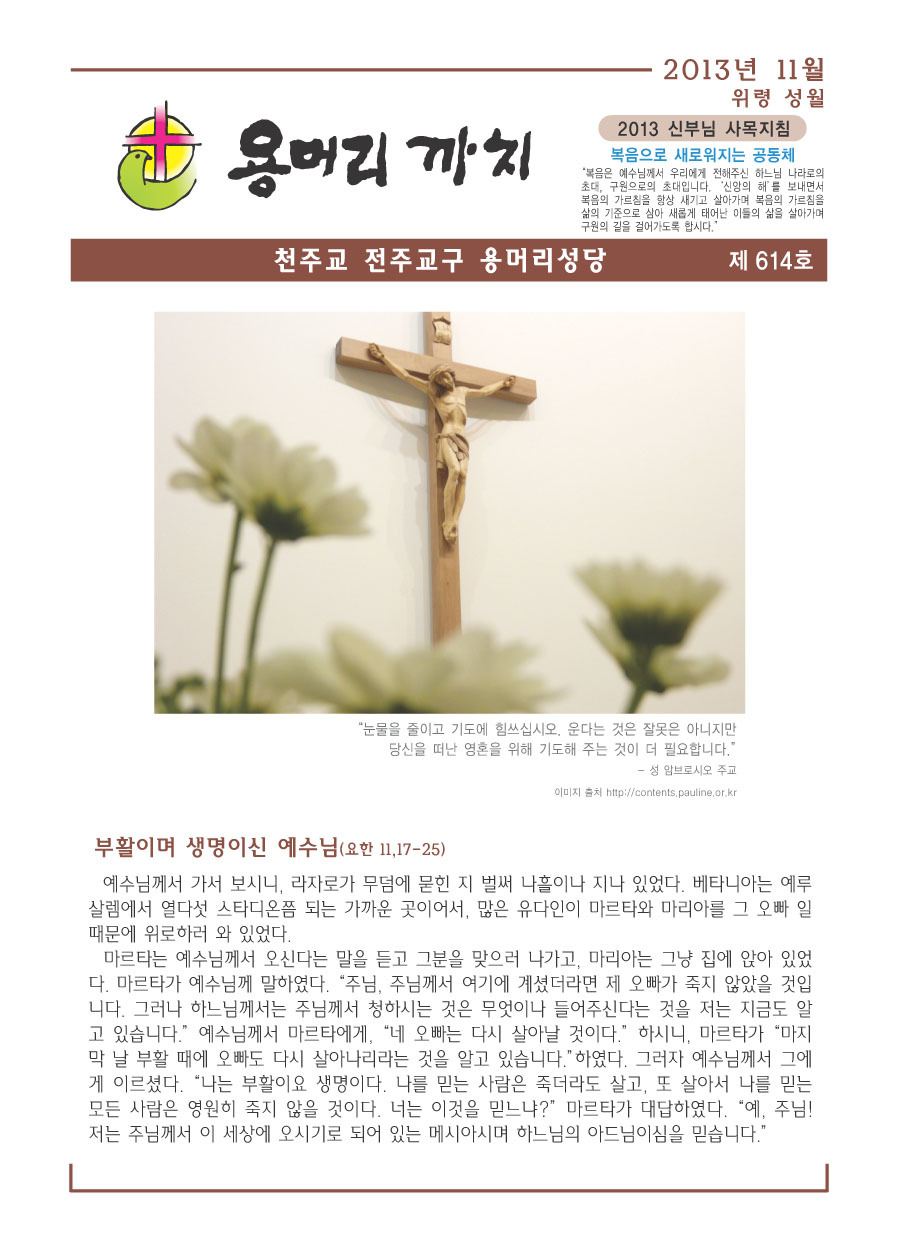 2013년 11월
위령 성월
용머리 까치
2013 신부님 사목지침
복음으로 새로워지는 공동체
“복음은 예수님께서 우리에게 전해주신 하느님 나라로의
초대, 구원으로의 초대입니다. ‘신앙의 해’를 보내면서
복음의 가르침을 항상 새기고 살아가며 복음의 가르침을
삶의 기준으로 삼아 새롭게 태어난 이들의 삶을 살아가며
구원의 길을 걸어가도록 합시다.”
천주교 전주교구 용머리성당
제 614호
“눈물을 줄이고 기도에 힘쓰십시오. 운다는 것은 잘못은 아니지만
당신을 떠난 영혼을 위해 기도해 주는 것이 더 필요합니다.”
- 성 암브로시오 주교
이미지 출처 http://contents.pauline.or.kr
부활이며 생명이신 예수님(요한 11,17-25)
예수님께서 가서 보시니, 라자로가 무덤에 묻힌 지 벌써 나흘이나 지나 있었다. 베타니아는 예루
살렘에서 열다섯 스타디온쯤 되는 가까운 곳이어서, 많은 유다인이 마르타와 마리아를 그 오빠 일
때문에 위로하러 와 있었다.
마르타는 예수님께서 오신다는 말을 듣고 그분을 맞으러 나가고, 마리아는 그냥 집에 앉아 있었
다. 마르타가 예수님께 말하였다. “주님, 주님께서 여기에 계셨더라면 제 오빠가 죽지 않았을 것입
니다. 그러나 하느님께서는 주님께서 청하시는 것은 무엇이나 들어주신다는 것을 저는 지금도 알
고 있습니다.” 예수님께서 마르타에게, “네 오빠는 다시 살아날 것이다.” 하시니, 마르타가 “마지
막 날 부활 때에 오빠도 다시 살아나리라는 것을 알고 있습니다.”하였다. 그러자 예수님께서 그에
게 이르셨다. “나는 부활이요 생명이다. 나를 믿는 사람은 죽더라도 살고, 또 살아서 나를 믿는
모든 사람은 영원히 죽지 않을 것이다. 너는 이것을 믿느냐?” 마르타가 대답하였다. “예, 주님!
저는 주님께서 이 세상에 오시기로 되어 있는 메시아시며 하느님의 아드님이심을 믿습니다.”